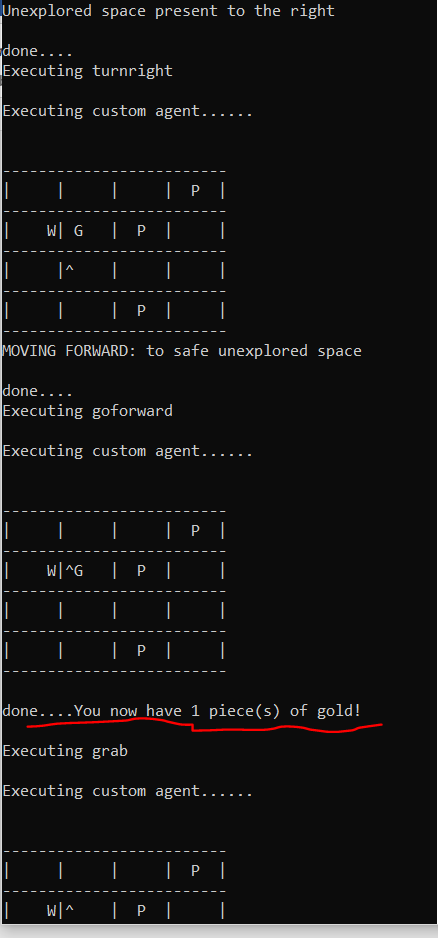 Unexplored space present to the right
done....
Executing turnright
Executing custom agent......
-------------------------
|     |     |     |  P  |
-------------------------
|    W| G   |  P  |     |
-------------------------
|     |^    |     |     |
-------------------------
|     |     |  P  |     |
-------------------------
MOVING FORWARD: to safe unexplored space
done....
Executing goforward
Executing custom agent......
-------------------------
|     |     |     |  P  |
-------------------------
|    W|^G   |  P  |     |
-------------------------
|     |     |     |     |
-------------------------
|     |     |  P  |     |
-------------------------
done....You now have 1 piece(s) of gold!
Executing grab
Executing custom agent......
-------------------------
|     |     |     |  P  |
-------------------------
|    W|^    |  P  |     |